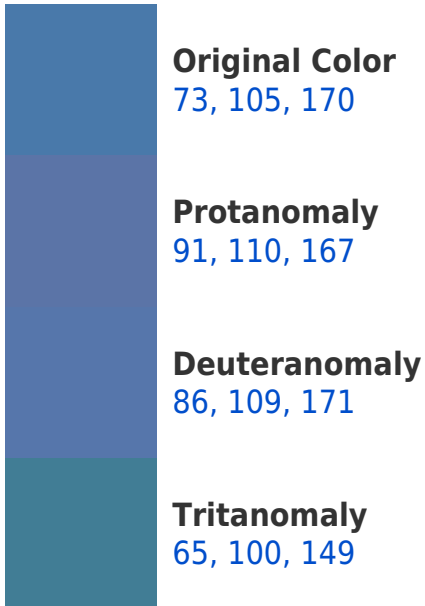 Original Color
73, 105, 170
Protanomaly
91, 110, 167
Deuteranomaly
86, 109, 171
Tritanomaly
65, 100, 149